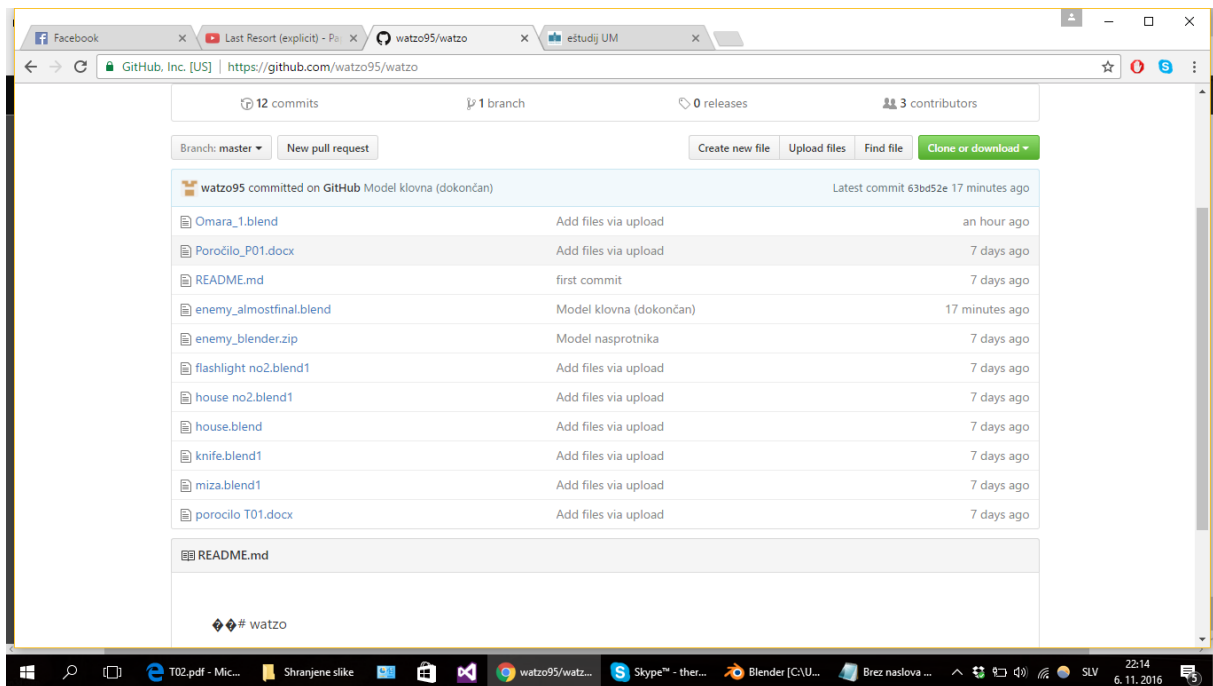 Facebook
Last Resort (explicit) - Pa
watzo95/watzo
eštudij UM
GitHub, Inc. [US] | https://github.com/watzo95/watzo
12 commits
1 branch
0 releases
3 contributors
Branch: master
New pull request
Create new file
Upload files
Find file
Clone or download
watzo95 committed on GitHub Model klovna (dokončan)
Latest commit 63bd52e 17 minutes ago
Omara_1.blend Add files via upload an hour ago
Poročilo_P01.docx Add files via upload 7 days ago
README.md first commit 7 days ago
enemy_almostfinal.blend Model klovna (dokončan) 17 minutes ago
enemy_blender.zip Model nasprotnika 7 days ago
flashlight no2.blend1 Add files via upload 7 days ago
house no2.blend1 Add files via upload 7 days ago
house.blend Add files via upload 7 days ago
knife.blend1 Add files via upload 7 days ago
miza.blend1 Add files via upload 7 days ago
porocilo T01.docx Add files via upload 7 days ago
README.md
��# watzo
T02.pdf - Mic...
Shranjene slike
watzo95/watz...
Skype™ - ther...
Blender [C:\U...
Brez naslova ...
SLV
22:14
6. 11. 2016
5